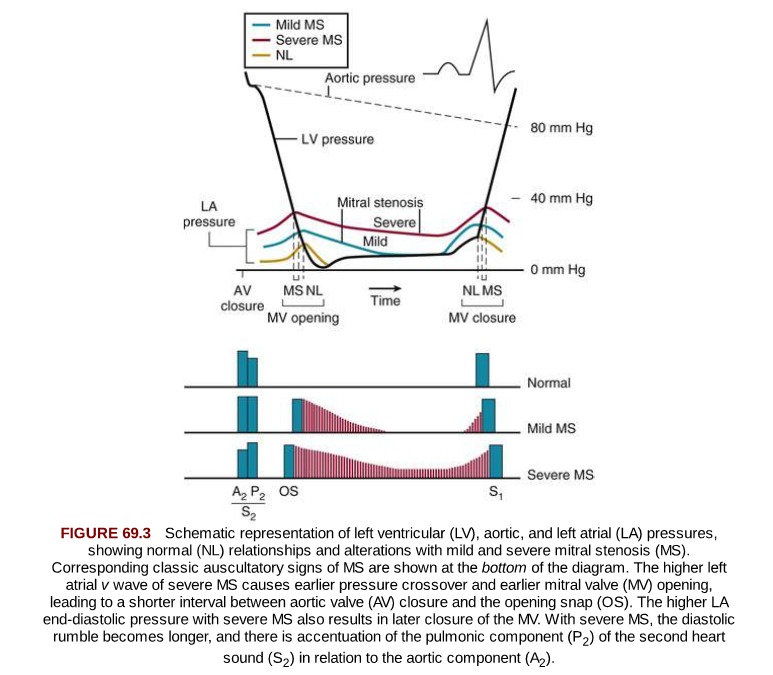 Mild MS
Severe MS
NL
Aortic pressure
80 mm Hg
LV pressure
40 mm Hg
LA
pressure
Mitral stenosis
Severe
Mild
0 mm Hg
AV
closure
MS NL
MV opening
Time
NL MS
MV closure
Normal
Mild MS
Severe MS
A2 P2
S2
OS
S1
FIGURE 69.3 Schematic representation of left ventricular (LV), aortic, and left atrial (LA) pressures,
showing normal (NL) relationships and alterations with mild and severe mitral stenosis (MS).
Corresponding classic auscultatory signs of MS are shown at the bottom of the diagram. The higher left
atrial v wave of severe MS causes earlier pressure crossover and earlier mitral valve (MV) opening,
leading to a shorter interval between aortic valve (AV) closure and the opening snap (OS). The higher LA
end-diastolic pressure with severe MS also results in later closure of the MV. With severe MS, the diastolic
rumble becomes longer, and there is accentuation of the pulmonic component (P2) of the second heart
sound (S2) in relation to the aortic component (A2).